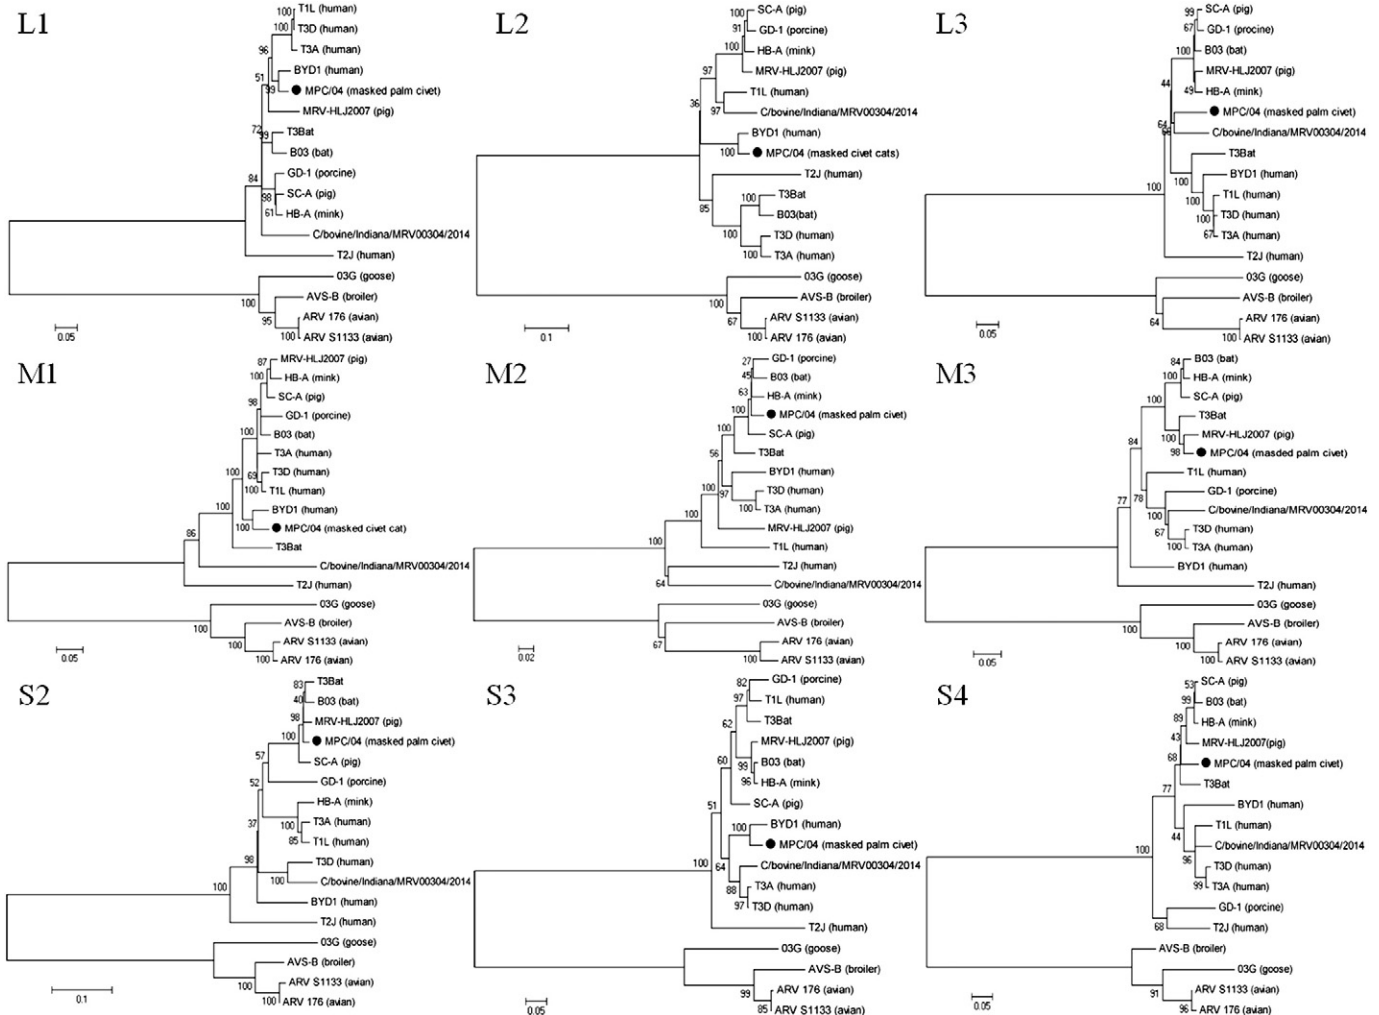 L1
T1L (human)
100
100
T3D (human)
96
T3A (human)
51
BYD1 (human)
99
MPC/04 (masked palm civet)
MRV-HLJ2007 (pig)
72
99
T3Bat
B03 (bat)
84
GD-1 (porcine)
98
SC-A (pig)
61
HB-A (mink)
C/bovine/Indiana/MRV00304/2014
T2J (human)
03G (goose)
100
AVS-B (broiler)
95
ARV 176 (avian)
100
ARV S1133 (avian)
0.05
L2
100
SC-A (pig)
91
GD-1 (porcine)
100
HB-A (mink)
97
MRV-HLJ2007 (pig)
36
T1L (human)
97
C/bovine/Indiana/MRV00304/2014
BYD1 (human)
100
MPC/04 (masked civet cats)
T2J (human)
85
T3Bat
100
B03(bat)
100
T3D (human)
100
T3A (human)
03G (goose)
100
AVS-B (broiler)
67
ARV S1133 (avian)
100
ARV 176 (avian)
0.1
L3
99
SC-A (pig)
67
GD-1 (procine)
100
B03 (bat)
MRV-HLJ2007 (pig)
44
49
HB-A (mink)
MPC/04 (masked palm civet)
64
C/bovine/Indiana/MRV00304/2014
T3Bat
100
100
BYD1 (human)
100
T1L (human)
100
T3D (human)
67
T3A (human)
T2J (human)
03G (goose)
AVS-B (broiler)
64
ARV 176 (avian)
100
ARV S1133 (avian)
0.05
M1
87
MRV-HLJ2007 (pig)
100
HB-A (mink)
98
SC-A (pig)
GD-1 (porcine)
100
B03 (bat)
T3A (human)
100
69
T3D (human)
100
T1L (human)
100
100
BYD1 (human)
100
MPC/04 (masked civet cat)
86
T3Bat
C/bovine/Indiana/MRV00304/2014
T2J (human)
03G (goose)
100
AVS-B (broiler)
100
ARV S1133 (avian)
100
ARV 176 (avian)
0.05
M2
27
GD-1 (porcine)
45
B03 (bat)
63
HB-A (mink)
100
MPC/04 (masked palm civet)
100
SC-A (pig)
56
T3Bat
BYD1 (human)
100
97
T3D (human)
100
T3A (human)
100
MRV-HLJ2007 (pig)
100
T1L (human)
T2J (human)
64
C/bovine/Indiana/MRV00304/2014
03G (goose)
AVS-B (broiler)
67
ARV 176 (avian)
100
ARV S1133 (avian)
0.02
M3
84
B03 (bat)
100
HB-A (mink)
100
SC-A (pig)
T3Bat
84
100
MRV-HLJ2007 (pig)
98
MPC/04 (masded palm civet)
T1L (human)
77
78
GD-1 (porcine)
100
C/bovine/Indiana/MRV00304/2014
67
T3D (human)
100
T3A (human)
BYD1 (human)
T2J (human)
03G (goose)
100
AVS-B (broiler)
ARV 176 (avian)
100
ARV S1133 (avian)
0.05
S2
83
T3Bat
40
B03 (bat)
98
MRV-HLJ2007 (pig)
100
MPC/04 (masked palm civet)
57
SC-A (pig)
52
GD-1 (porcine)
HB-A (mink)
37
100
T3A (human)
85
T1L (human)
98
T3D (human)
100
C/bovine/Indiana/MRV00304/2014
100
BYD1 (human)
T2J (human)
03G (goose)
AVS-B (broiler)
100
ARV S1133 (avian)
100
ARV 176 (avian)
0.1
S3
82
GD-1 (porcine)
97
T1L (human)
62
T3Bat
MRV-HLJ2007 (pig)
60
99
B03 (bat)
96
HB-A (mink)
51
SC-A (pig)
100
BYD1 (human)
MPC/04 (masked palm civet)
100
64
C/bovine/Indiana/MRV00304/2014
88
T3A (human)
97
T3D (human)
T2J (human)
03G (goose)
AVS-B (broiler)
99
ARV 176 (avian)
85
ARV S1133 (avian)
0.05
S4
53
SC-A (pig)
99
B03 (bat)
89
HB-A (mink)
43
MRV-HLJ2007(pig)
68
MPC/04 (masked palm civet)
77
T3Bat
BYD1 (human)
44
T1L (human)
100
C/bovine/Indiana/MRV00304/2014
96
T3D (human)
99
T3A (human)
GD-1 (porcine)
68
T2J (human)
AVS-B (broiler)
03G (goose)
91
ARV S1133 (avian)
96
ARV 176 (avian)
0.05